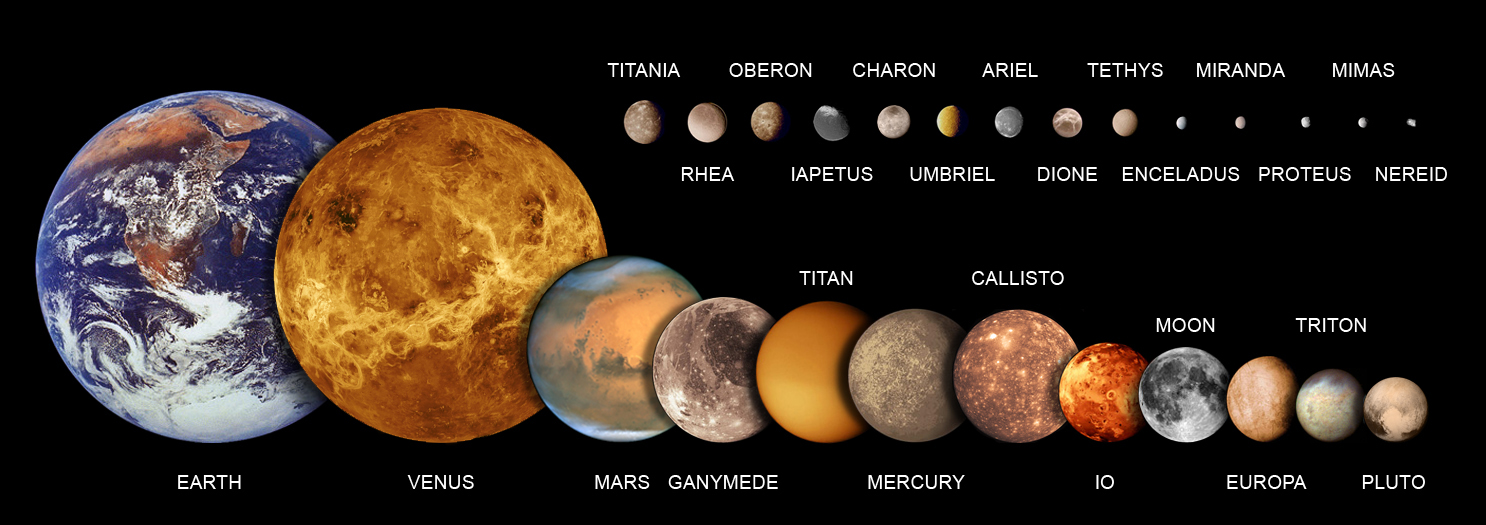 TITANIA OBERON CHARON ARIEL TETHYS MIRANDA MIMAS
RHEA IAPETUS UMBRIEL DIONE ENCELADUS PROTEUS NEREID
TITAN CALLISTO
MOON TRITON
EARTH VENUS MARS GANYMEDE MERCURY IO EUROPA PLUTO